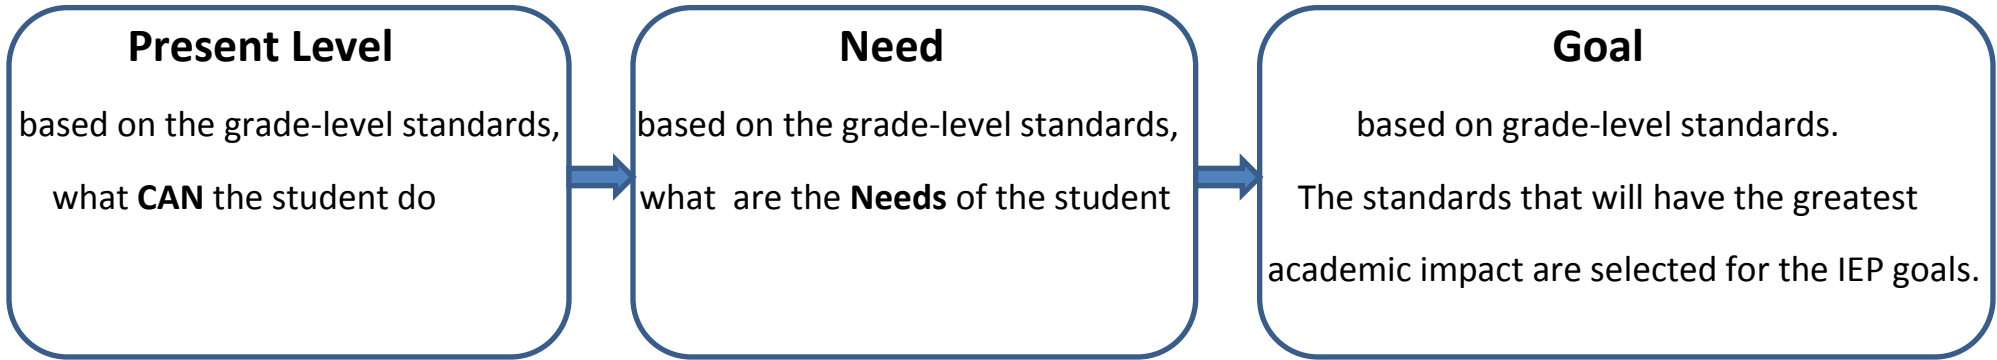 Present Level
based on the grade-level standards,
what CAN the student do
Need
based on the grade-level standards,
what  are the Needs of the student
Goal
based on grade-level standards.
The standards that will have the greatest
academic impact are selected for the IEP goals.